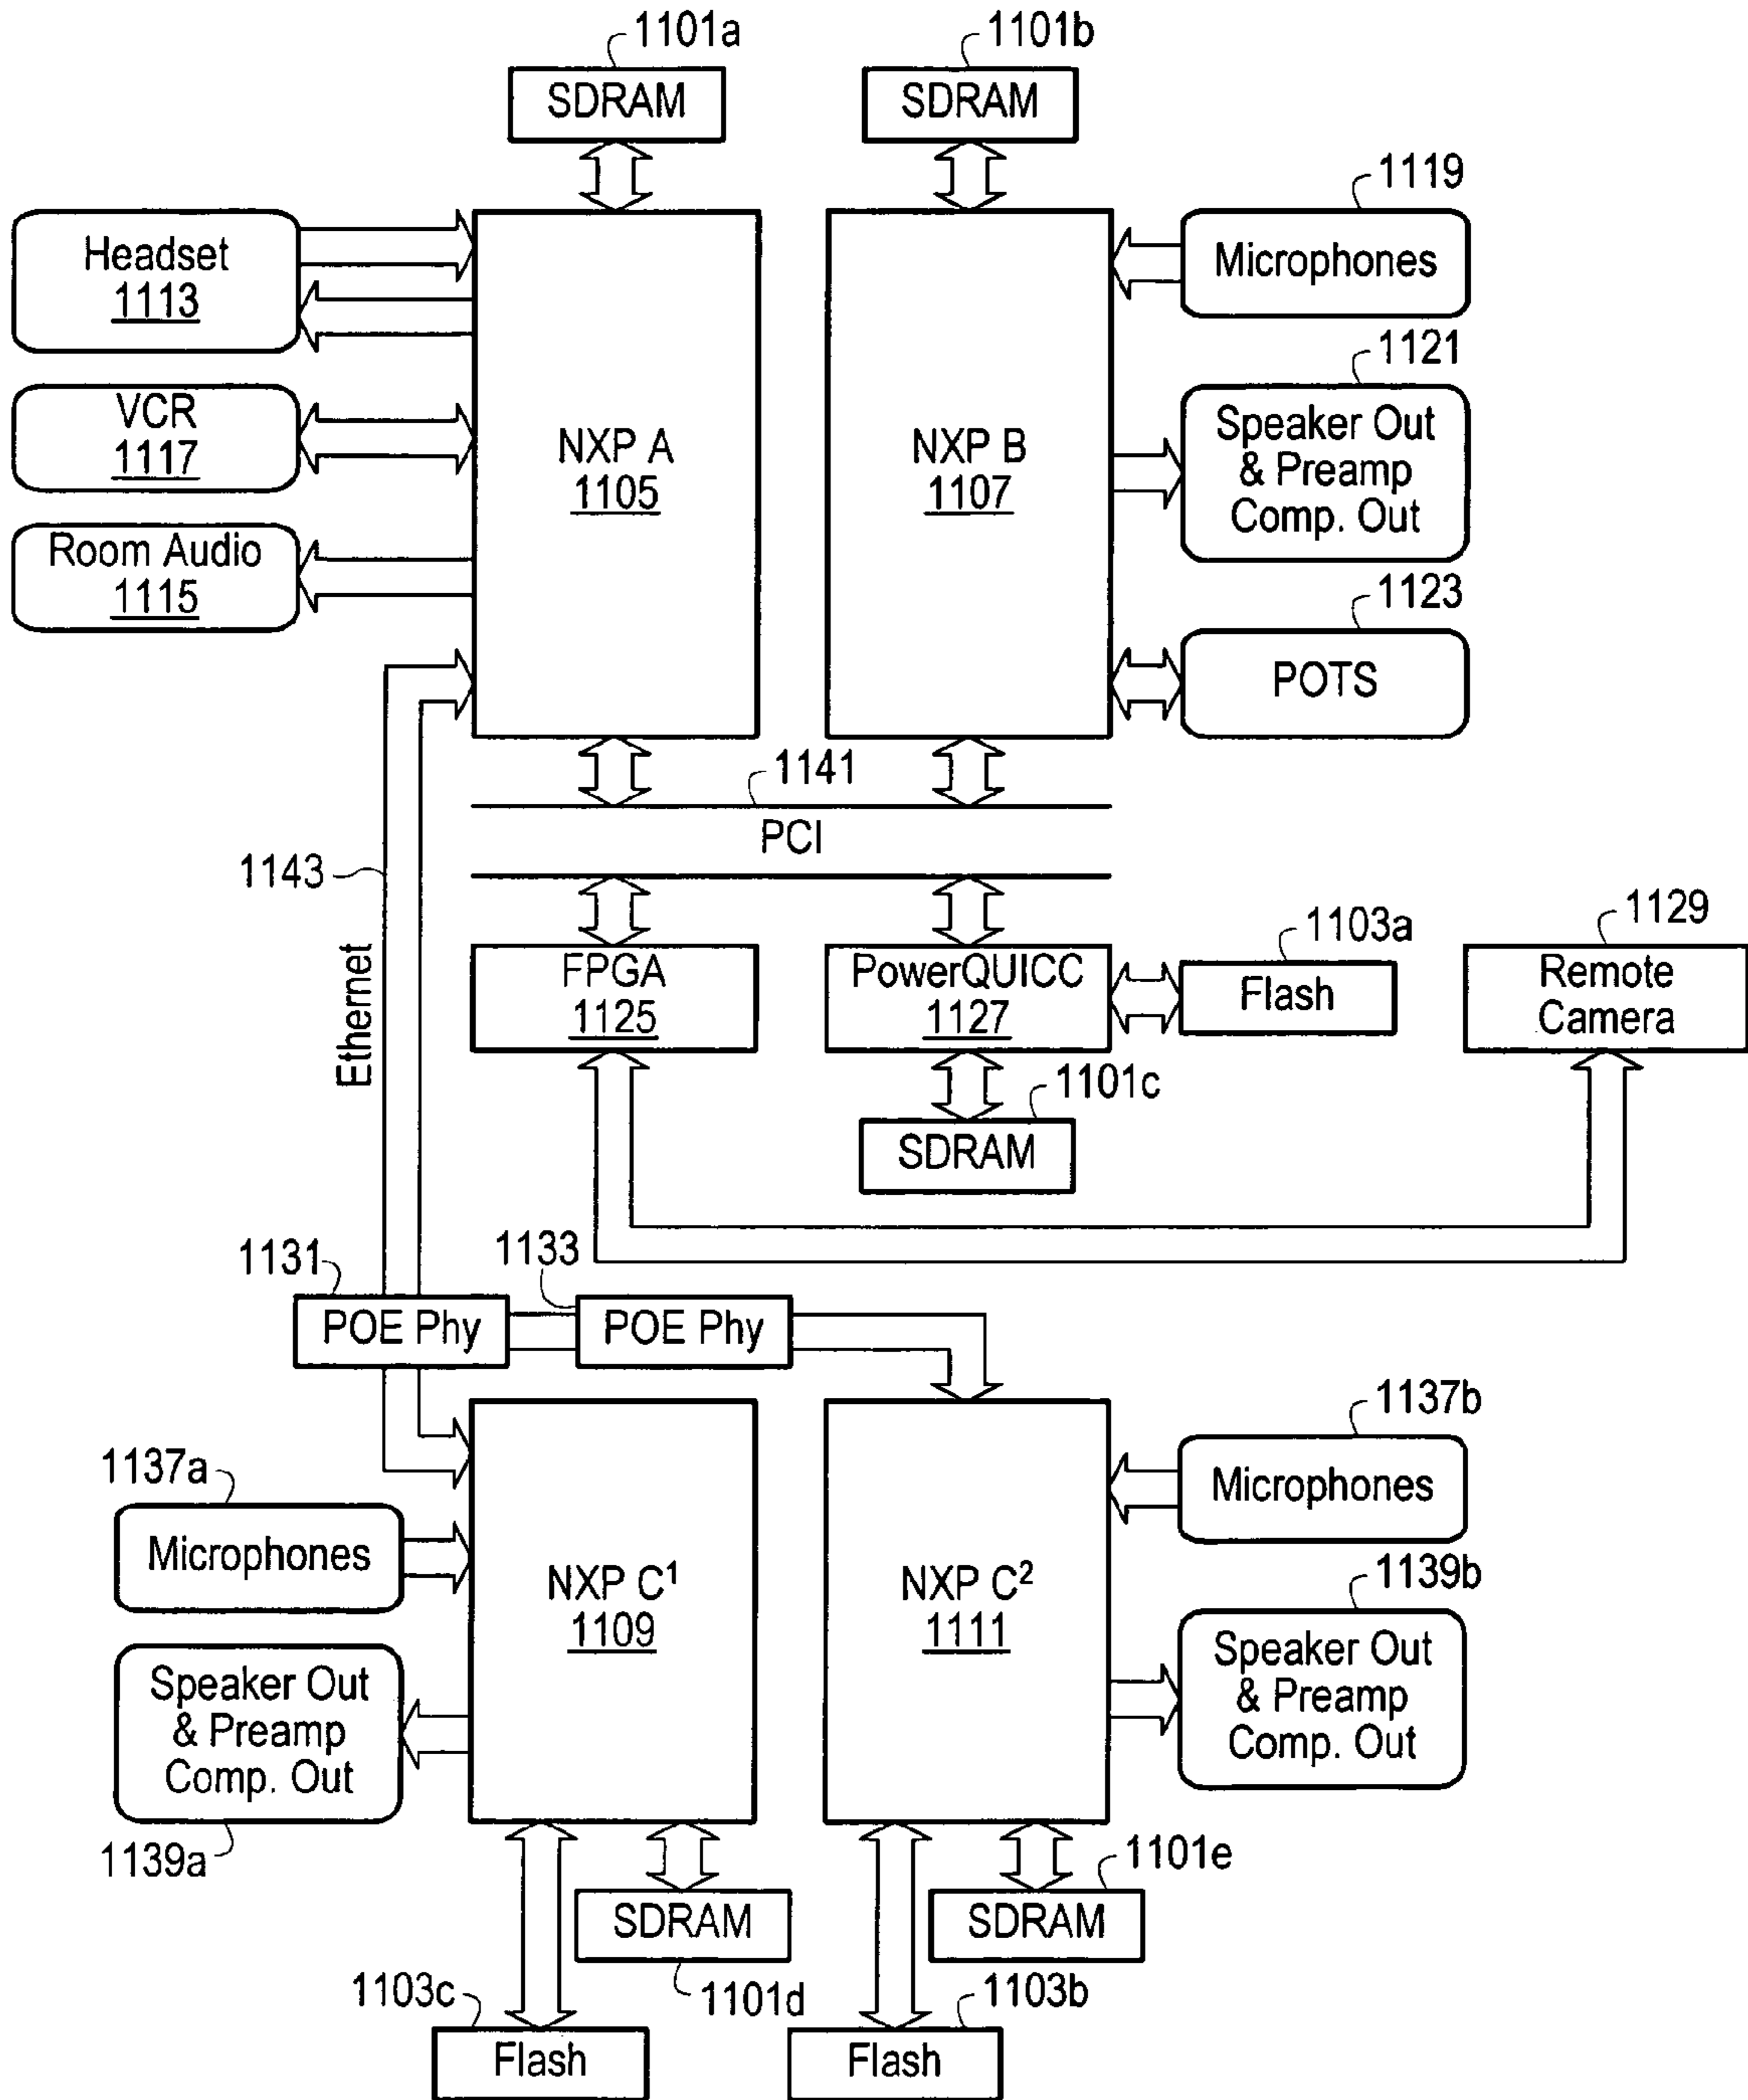 1101a
SDRAM
1101b
SDRAM
Headset
1113
VCR
1117
Room Audio
1115
NXP A
1105
NXP B
1107
1119
Microphones
1121
Speaker Out
& Preamp
Comp. Out
1123
POTS
1141
PCI
1143
Ethernet
FPGA
1125
PowerQUICC
1127
1103a
Flash
1129
Remote
Camera
1101c
SDRAM
1131
POE Phy
1133
POE Phy
1137a
Microphones
Speaker Out
& Preamp
Comp. Out
1139a
NXP C¹
1109
NXP C²
1111
1137b
Microphones
1139b
Speaker Out
& Preamp
Comp. Out
SDRAM
1101d
1101e
SDRAM
1103c
Flash
1103b
Flash